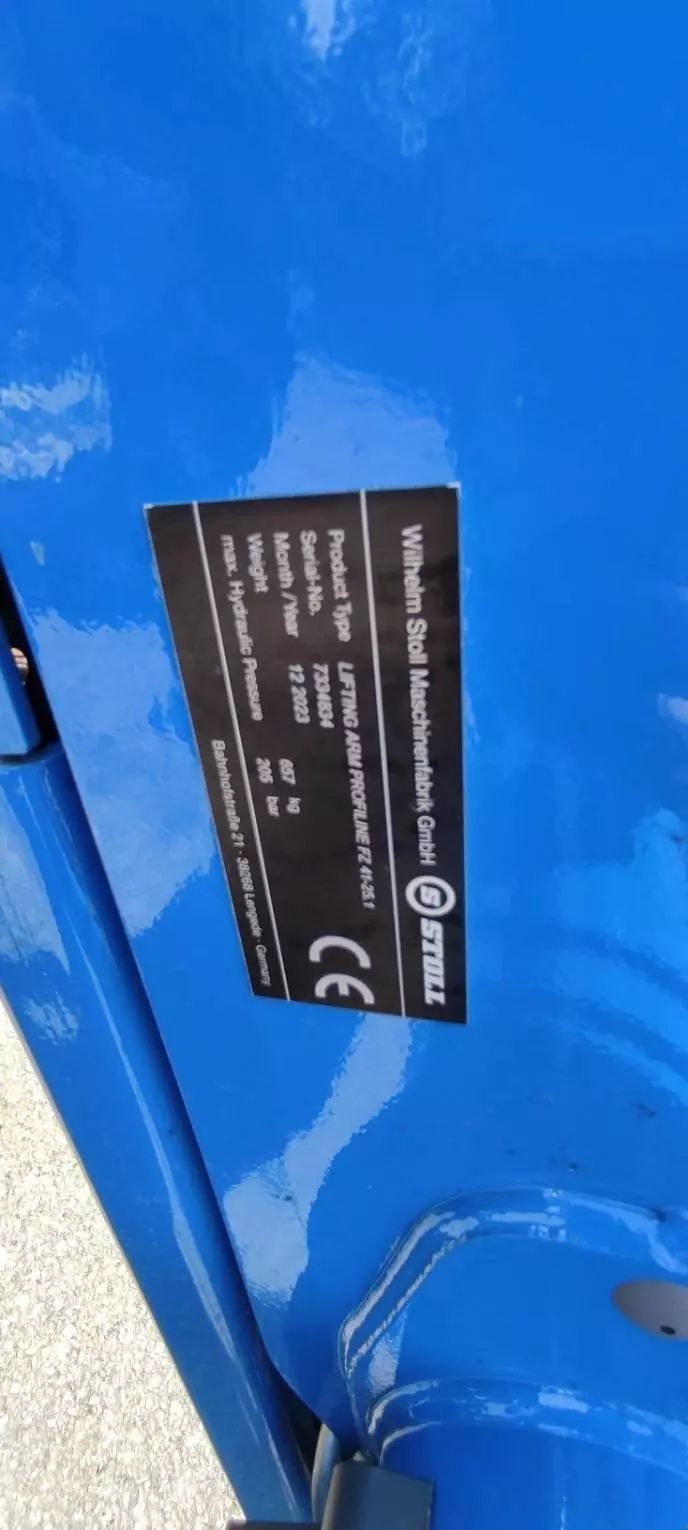 Wilhelm Stoll Maschinenfabrik GmbH S STOLL
Product Type LIFTING ARM PROFILINE FZ 41-25.1
Serial-No. 7334834
Month / Year 12 2023
Weight 657 kg
max. Hydraulic Pressure 205 bar
CE
Bahnhofstraße 21 · 38268 Lengede · Germany